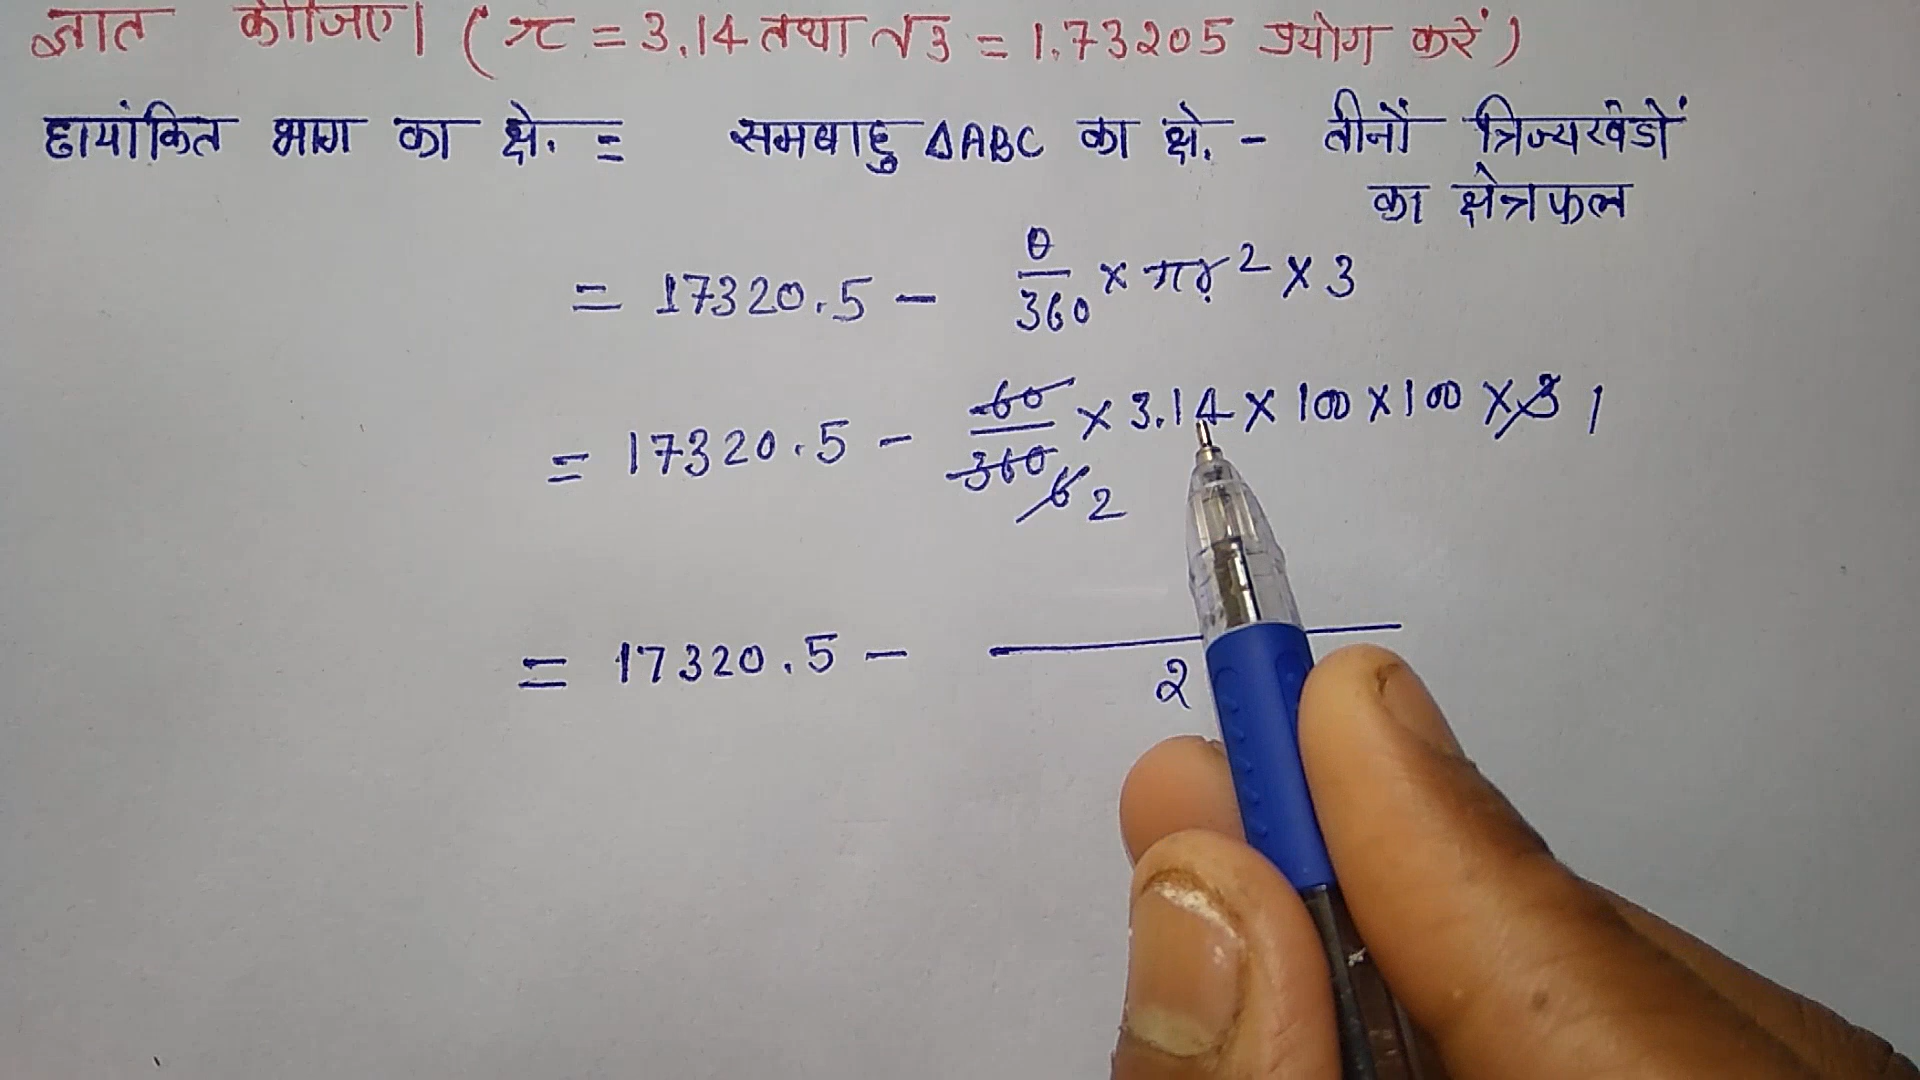 ज्ञात कीजिए। (π = 3.14 तथा √3 = 1.73205 प्रयोग करें)
छायांकित भाग का क्षे. = समबाहु ΔABC का क्षे. - तीनों त्रिज्यखंडों
का क्षेत्रफल
= 17320.5 - θ/360 × πr² × 3
= 17320.5 - 60/360 × 3.14 × 100 × 100 × 3 1
6 2
= 17320.5 -
2